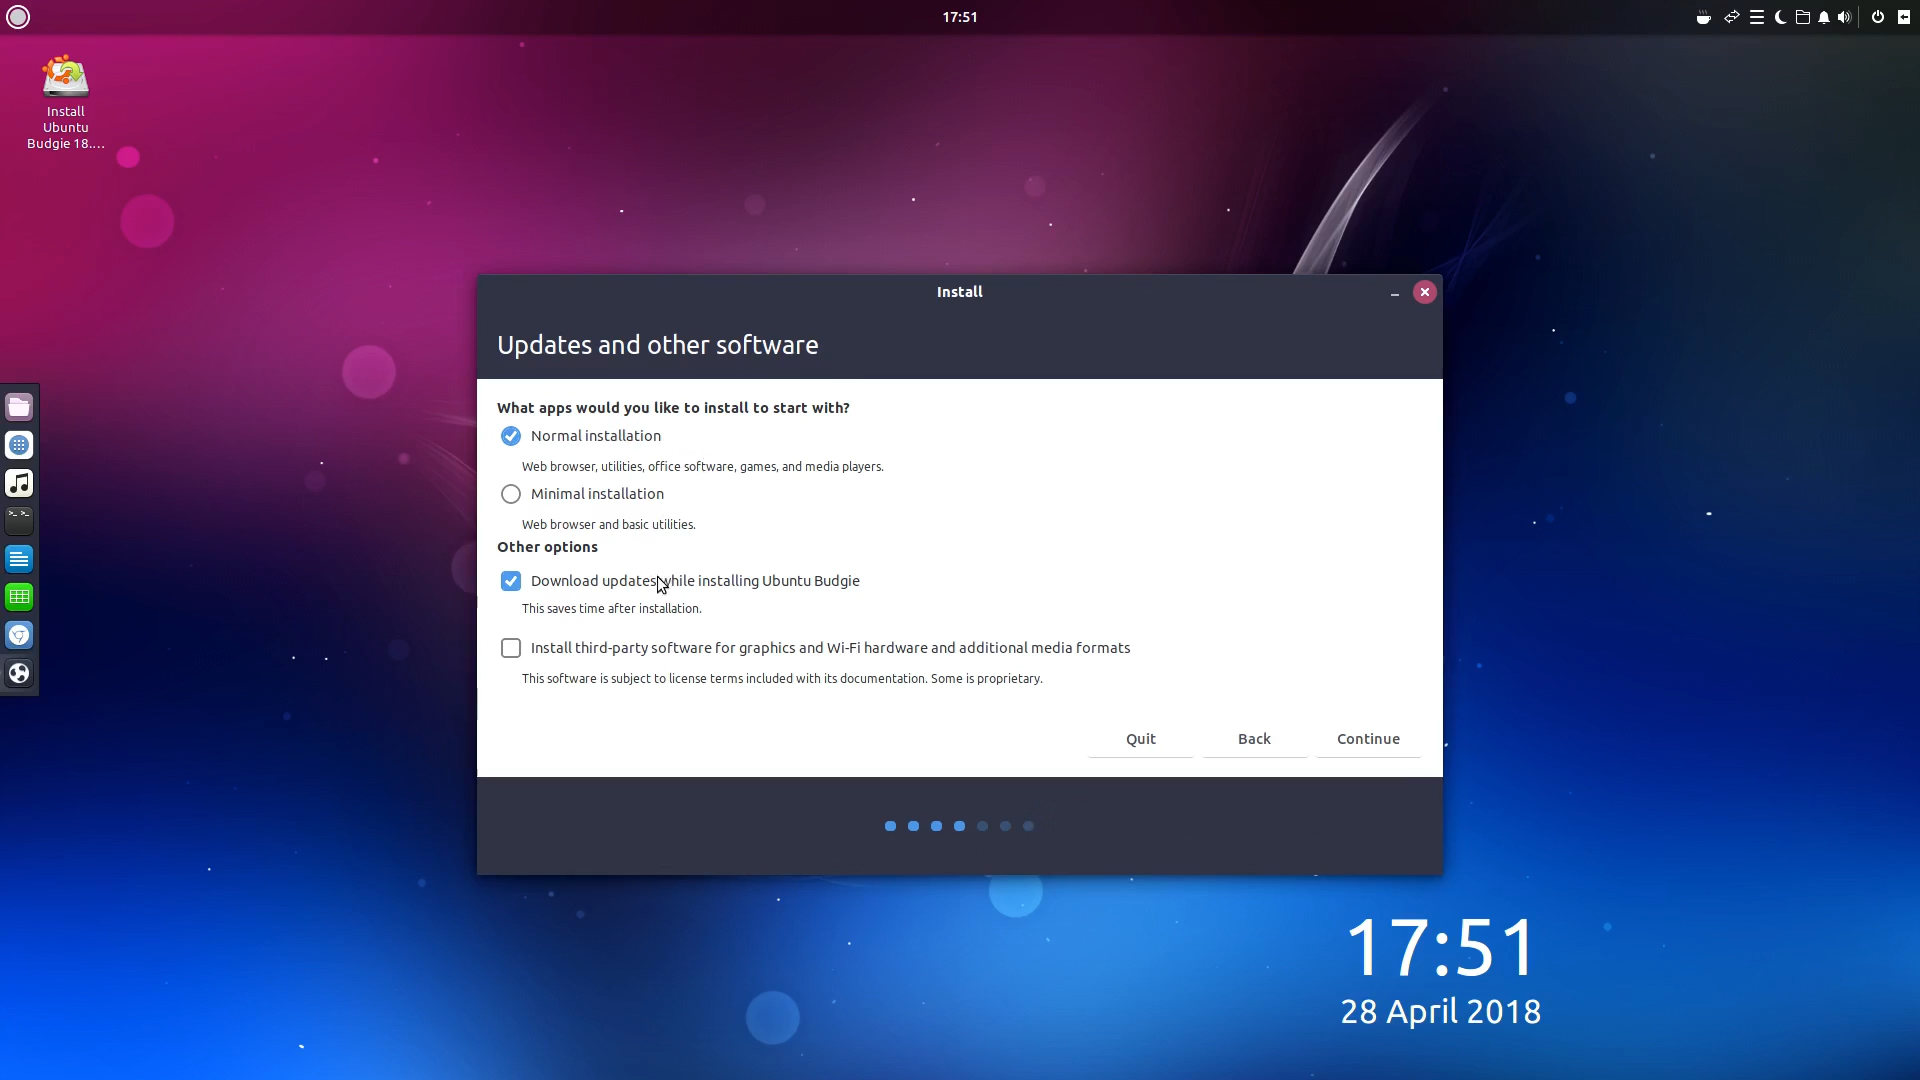 17:51
Install
Ubuntu
Budgie 18....
Install
Updates and other software
What apps would you like to install to start with?
Normal installation
Web browser, utilities, office software, games, and media players.
Minimal installation
Web browser and basic utilities.
Other options
Download updates while installing Ubuntu Budgie
This saves time after installation.
Install third-party software for graphics and Wi-Fi hardware and additional media formats
This software is subject to license terms included with its documentation. Some is proprietary.
Quit Back Continue
17:51
28 April 2018